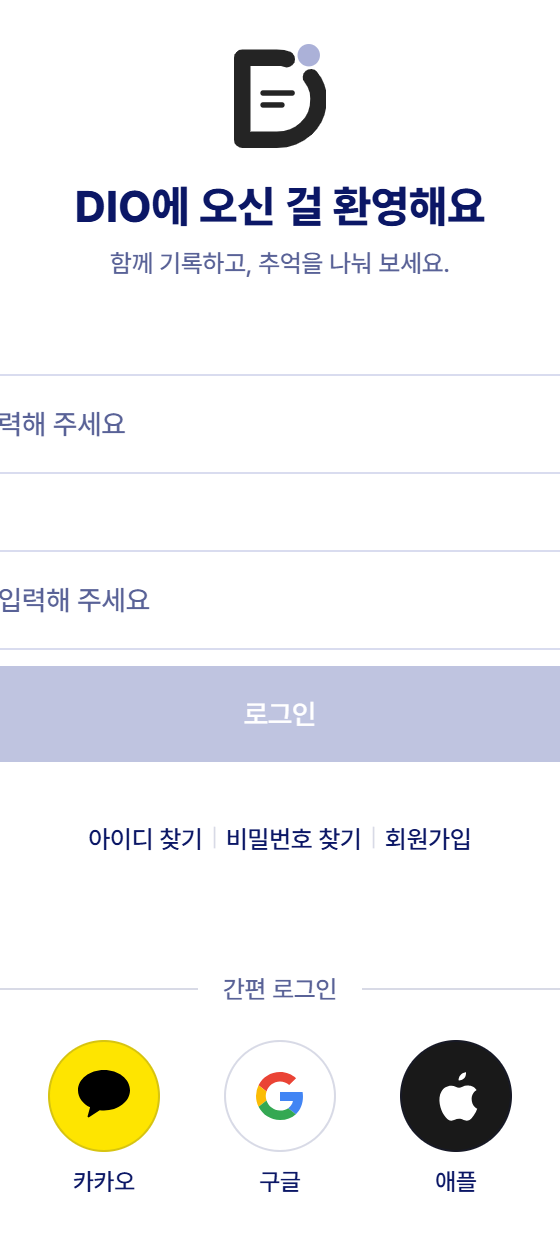 DIO에 오신 걸 환영해요
함께 기록하고, 추억을 나눠 보세요.
력해 주세요
입력해 주세요
로그인
아이디 찾기 | 비밀번호 찾기 | 회원가입
간편 로그인
카카오 구글 애플